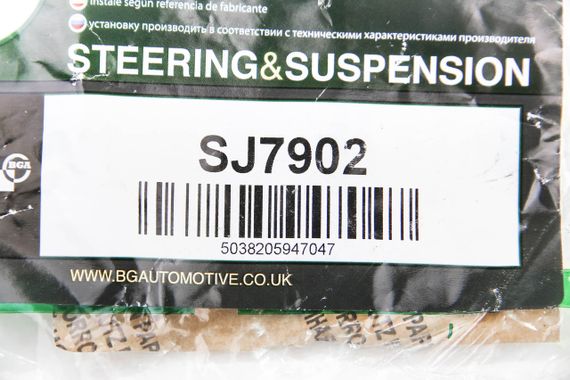 instale según referencia de fabricante
установку производить в соответствии с техническими характеристиками производителя
STEERING&SUSPENSION
SJ7902
BGA
5038205947047
WWW.BGAUTOMOTIVE.CO.UK